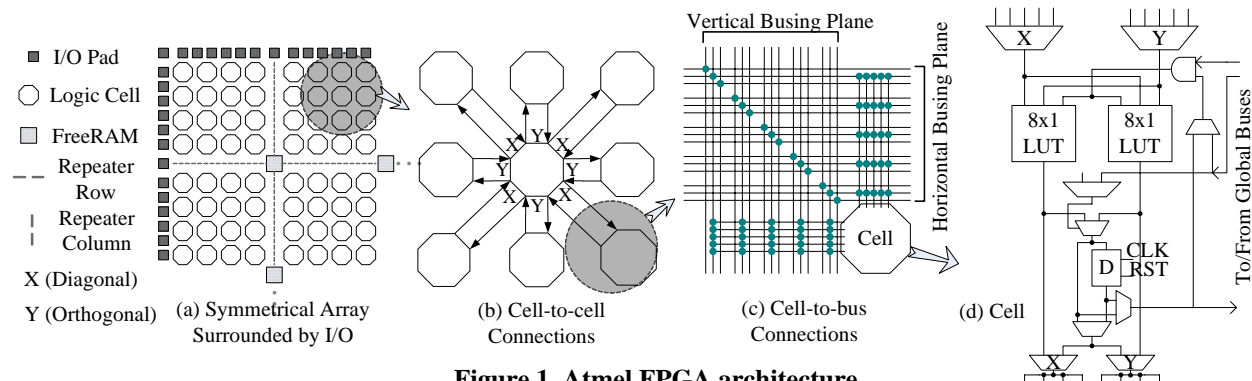 I/O Pad
Logic Cell
FreeRAM
Repeater
Row
Repeater
Column
X (Diagonal)
Y (Orthogonal)
(a) Symmetrical Array
Surrounded by I/O
X
Y
X
Y
Y
X
Y
X
(b) Cell-to-cell
Connections
Vertical Busing Plane
Horizontal Busing Plane
Cell
(c) Cell-to-bus
Connections
X
Y
8x1
LUT
8x1
LUT
CLK
D
RST
To/From Global Buses
(d) Cell
X
Y
Figure 1. Atmel FPGA architecture